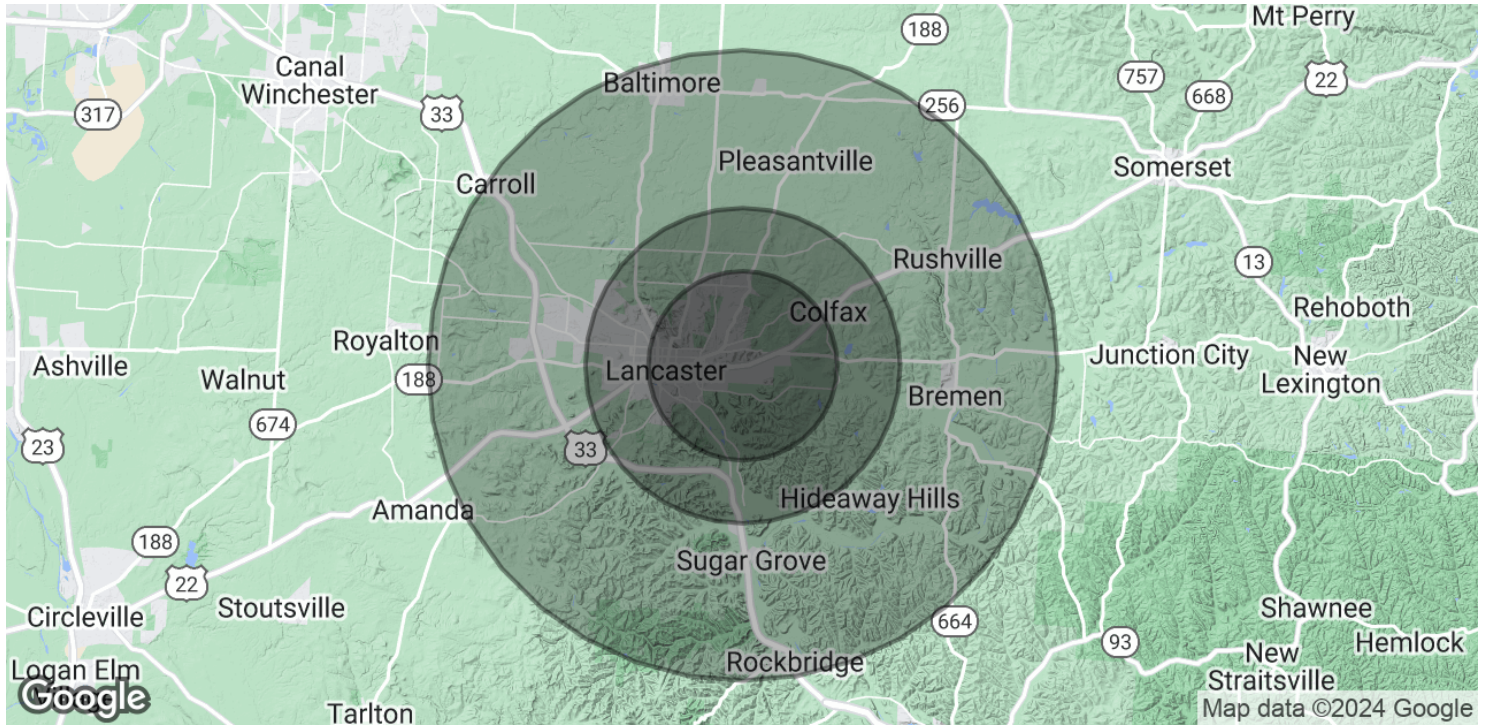 Mt Perry
188
Canal
Winchester
757
22
Baltimore
668
317
33
256
Pleasantville
Somerset
Carroll
Rushville
13
Colfax
Rehoboth
Royalton
Ashville
Lancaster
Junction City
New
Lexington
Walnut
188
Bremen
674
23
33
Hideaway Hills
Amanda
188
Sugar Grove
22
Stoutsville
Circleville
664
Shawnee
93
Hemlock
Rockbridge
New
Straitsville
Logan Elm
Village
Google
Tarlton
Map data ©2024 Google